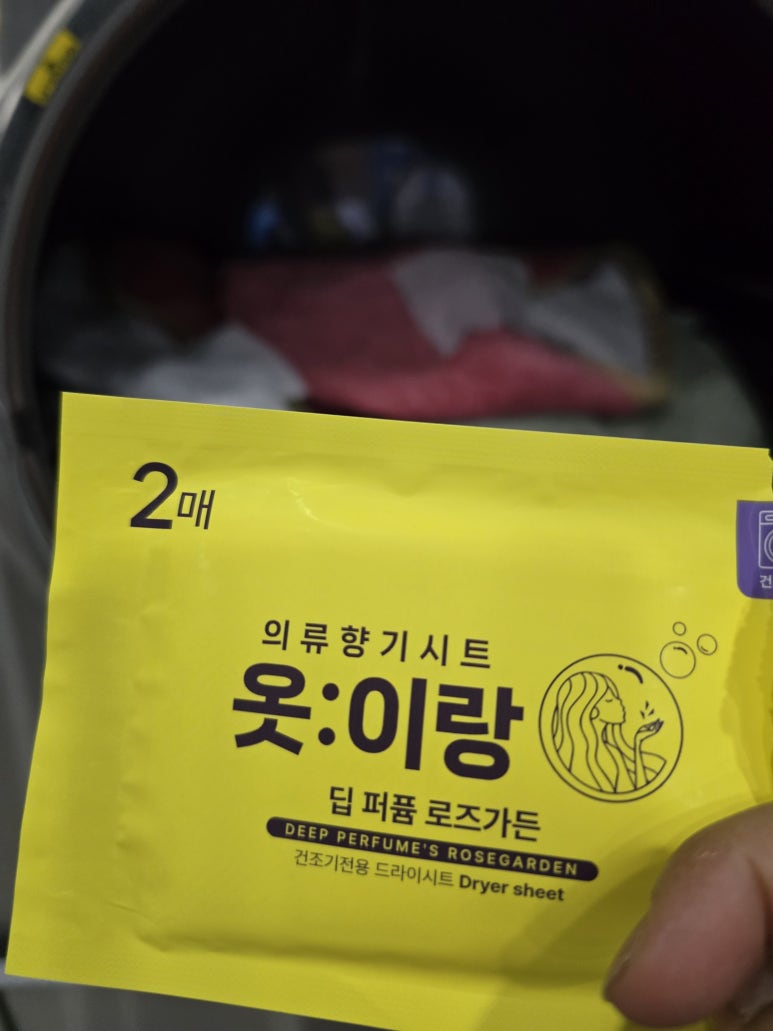 2매
의류향기시트
옷:이랑
딥 퍼퓸 로즈가든
DEEP PERFUME'S ROSEGARDEN
건조기전용 드라이시트 Dryer sheet